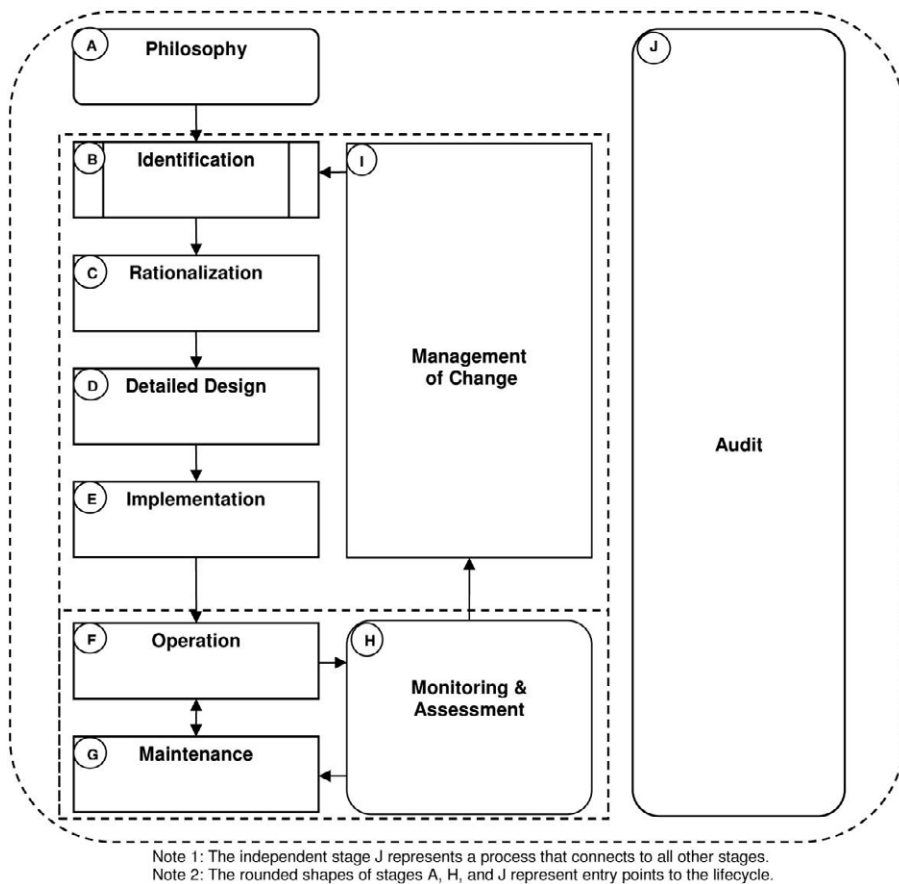 A
Philosophy
B
Identification
C
Rationalization
D
Detailed Design
E
Implementation
F
Operation
G
Maintenance
I
Management
of Change
H
Monitoring &
Assessment
J
Audit
Note 1: The independent stage J represents a process that connects to all other stages.
Note 2: The rounded shapes of stages A, H, and J represent entry points to the lifecycle.